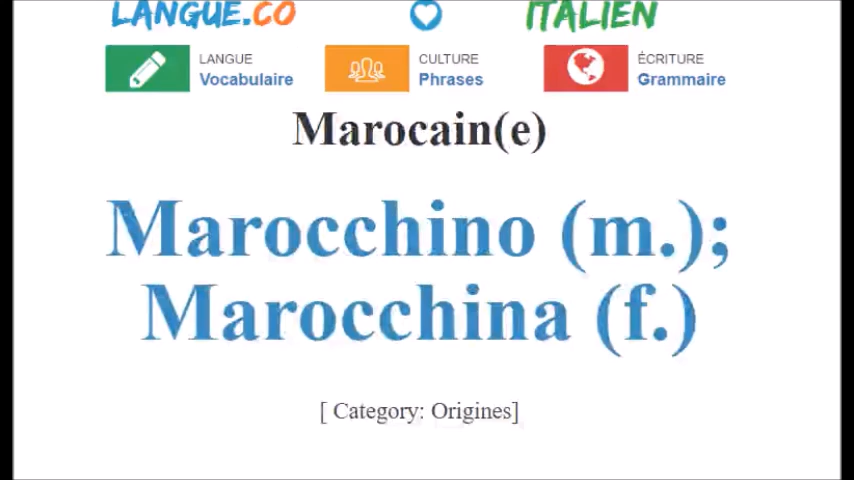 LANGUE.CO
ITALIEN
LANGUE
Vocabulaire
CULTURE
Phrases
ÉCRITURE
Grammaire
Marocain(e)
Marocchino (m.);
Marocchina (f.)
[ Category: Origines]